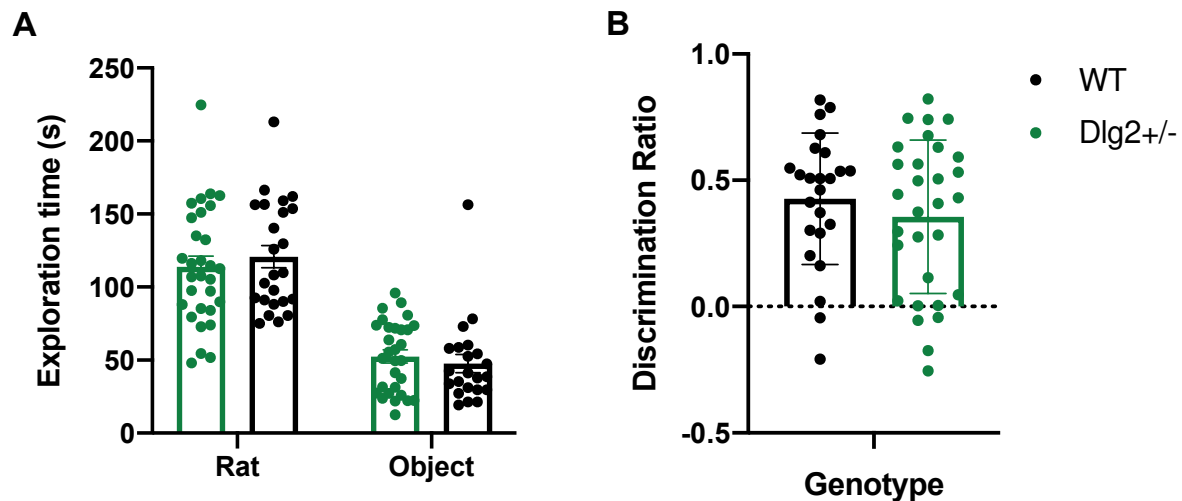 A
Exploration time (s)
250
200
150
100
50
0
Rat Object
B
Discrimination Ratio
1.0
0.5
0.0
-0.5
Genotype
WT
Dlg2+/-